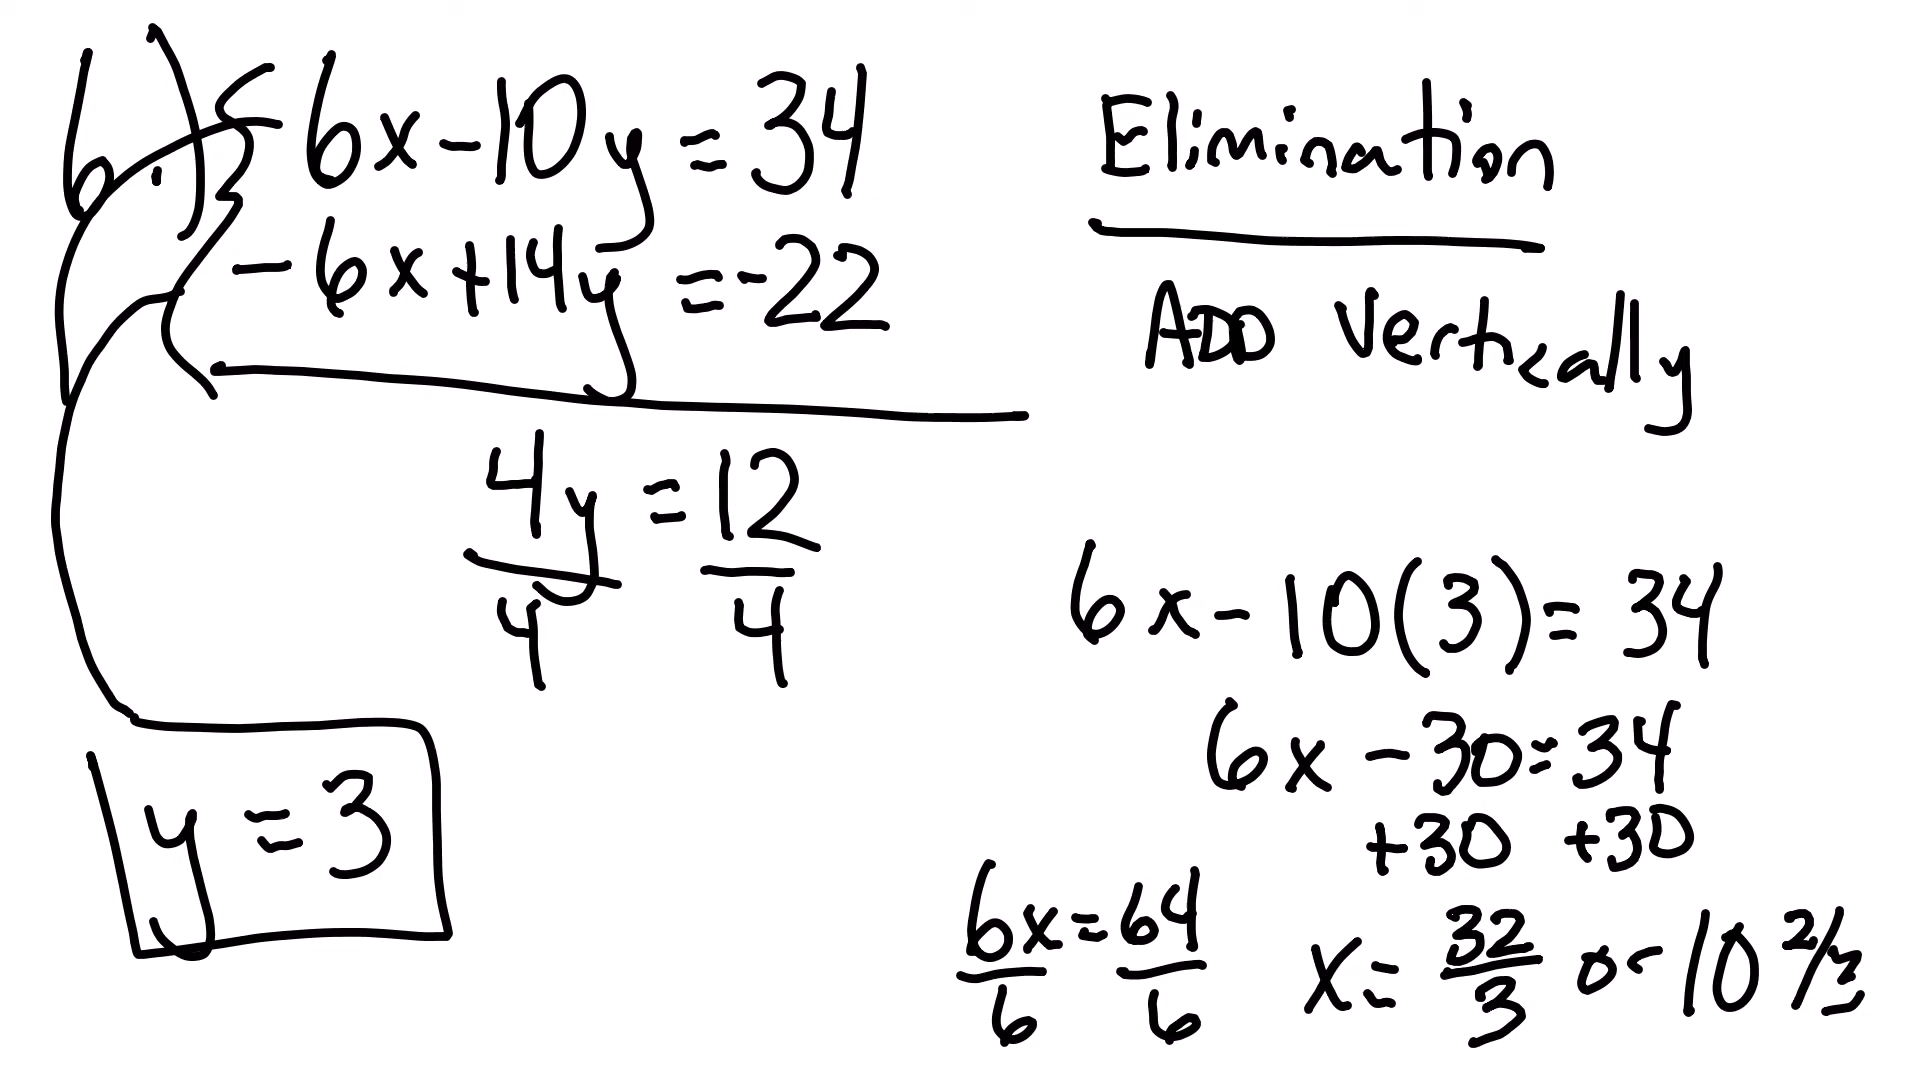 6.) 6x-10y=34
-6x+14y=-22
4y=12
4 4
y=3
Elimination
ADD Vertically
6x-10(3)=34
6x-30=34
+30 +30
6x=64
6 6
x=32/3 or 10 2/3